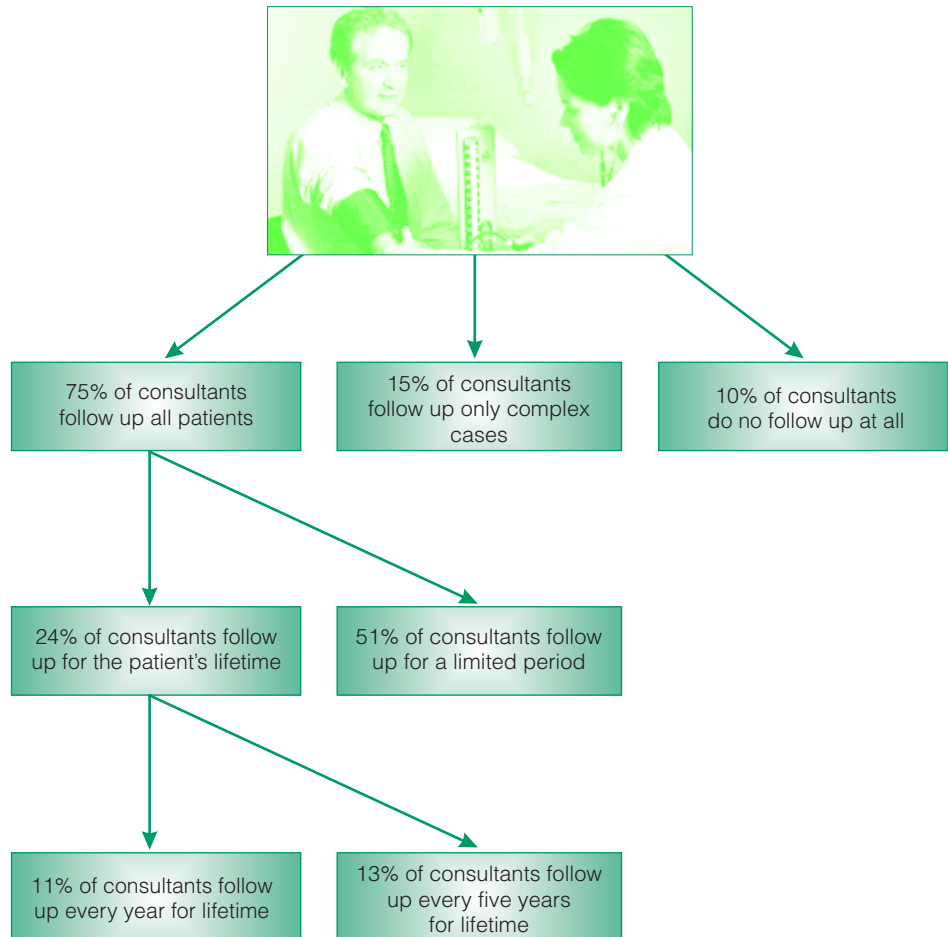 75% of consultants
follow up all patients
15% of consultants
follow up only complex
cases
10% of consultants
do no follow up at all
24% of consultants follow
up for the patient's lifetime
51% of consultants follow
up for a limited period
11% of consultants follow
up every year for lifetime
13% of consultants follow
up every five years
for lifetime